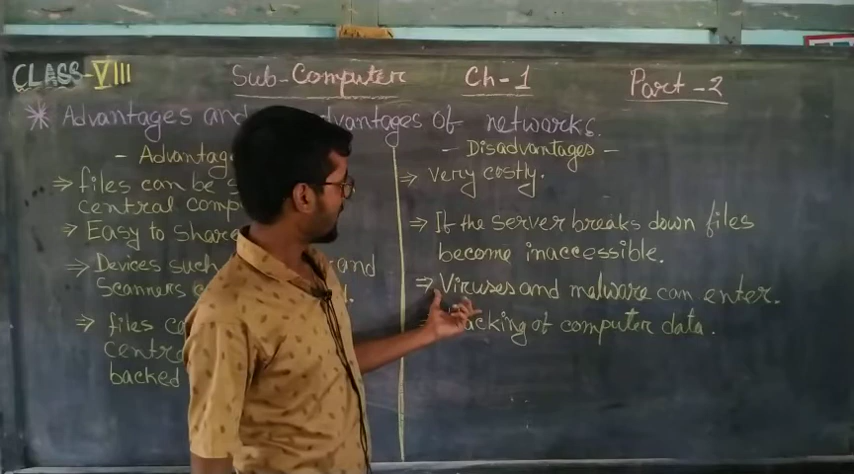 CLASS-VIII Sub-Computer Ch-1 Part-2
* Advantages and advantages of networks.
- Advantag
- Disadvantages -
⇒ files can be
central comp
⇒ Easy to share
⇒ Devices such and
Scanners
⇒ files
Centra
backed
⇒ Very costly.
⇒ If the server breaks down files
become inaccessible.
⇒ Viruses and malware can enter.
acking of computer data.